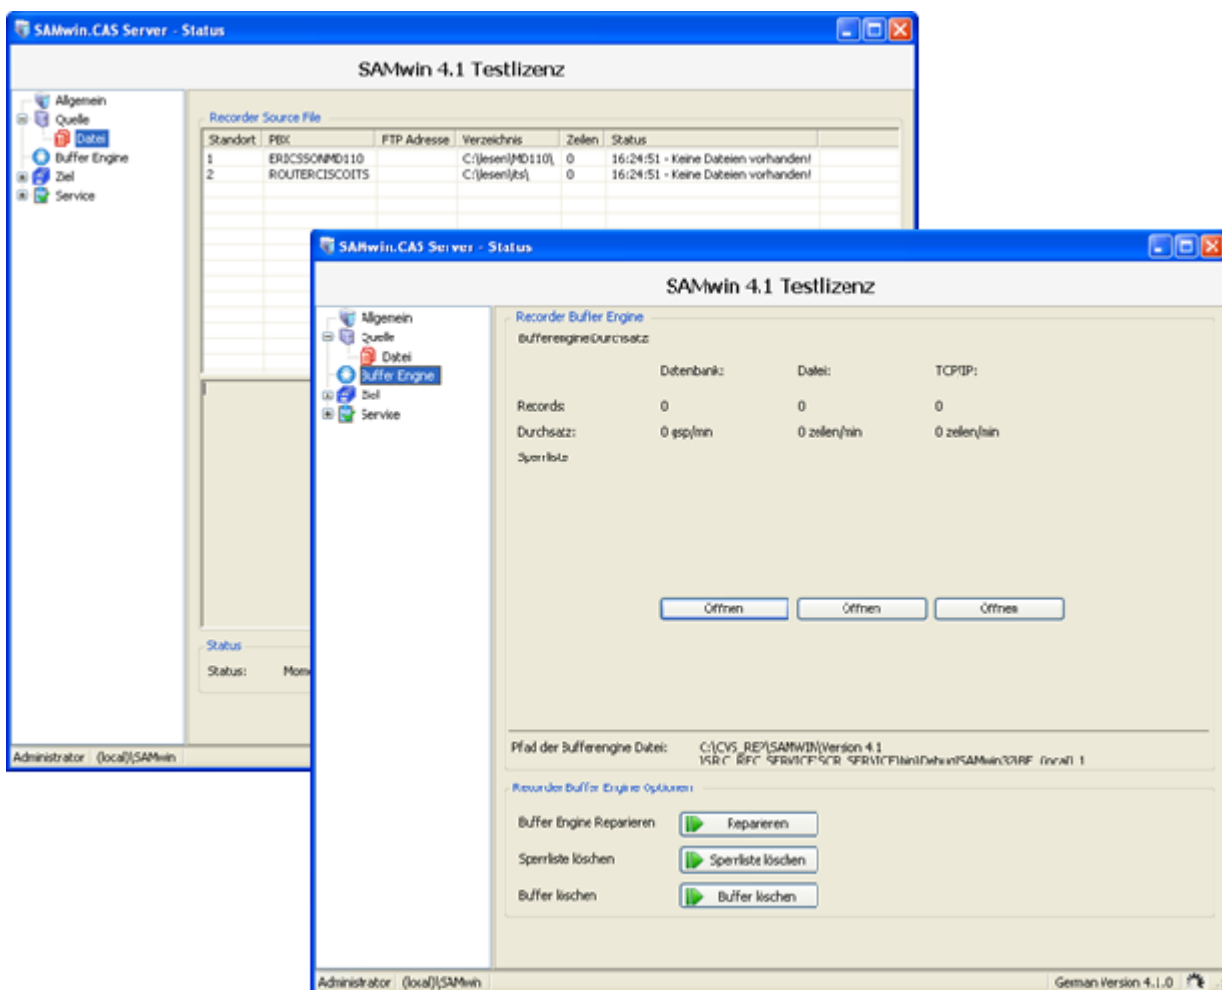 SAMwin.CAS Server - Status
SAMwin 4.1 Testlizenz
Allgemein
Quelle
Datei
Buffer Engine
Ziel
Service
Recorder Source File
Standort PBX FTP Adresse Verzeichnis Zeilen Status
1 ERICSSONMD110 C:\lesen\MD110\ 0 16:24:51 - Keine Dateien vorhanden!
2 ROUTERCISCOITS C:\lesen\its\ 0 16:24:51 - Keine Dateien vorhanden!
Status
Status:
Administrator (local)\SAMwin
SAMwin.CAS Server - Status
SAMwin 4.1 Testlizenz
Allgemein
Quelle
Datei
Buffer Engine
Ziel
Service
Recorder Buffer Engine
Bufferengine Durchsatz
Datenbank: Datei: TCP/IP:
Records: 0 0 0
Durchsatz: 0 gsp/min 0 zeilen/min 0 zeilen/min
Sperrliste
Öffnen Öffnen Öffnen
Pfad der Bufferengine Datei: C:\CVS_REP\SAMWIN\Version 4.1
Recorder Buffer Engine Optionen
Buffer Engine Reparieren Reparieren
Sperrliste löschen Sperrliste löschen
Buffer löschen Buffer löschen
Administrator (local)\SAMwin German Version 4.1.0